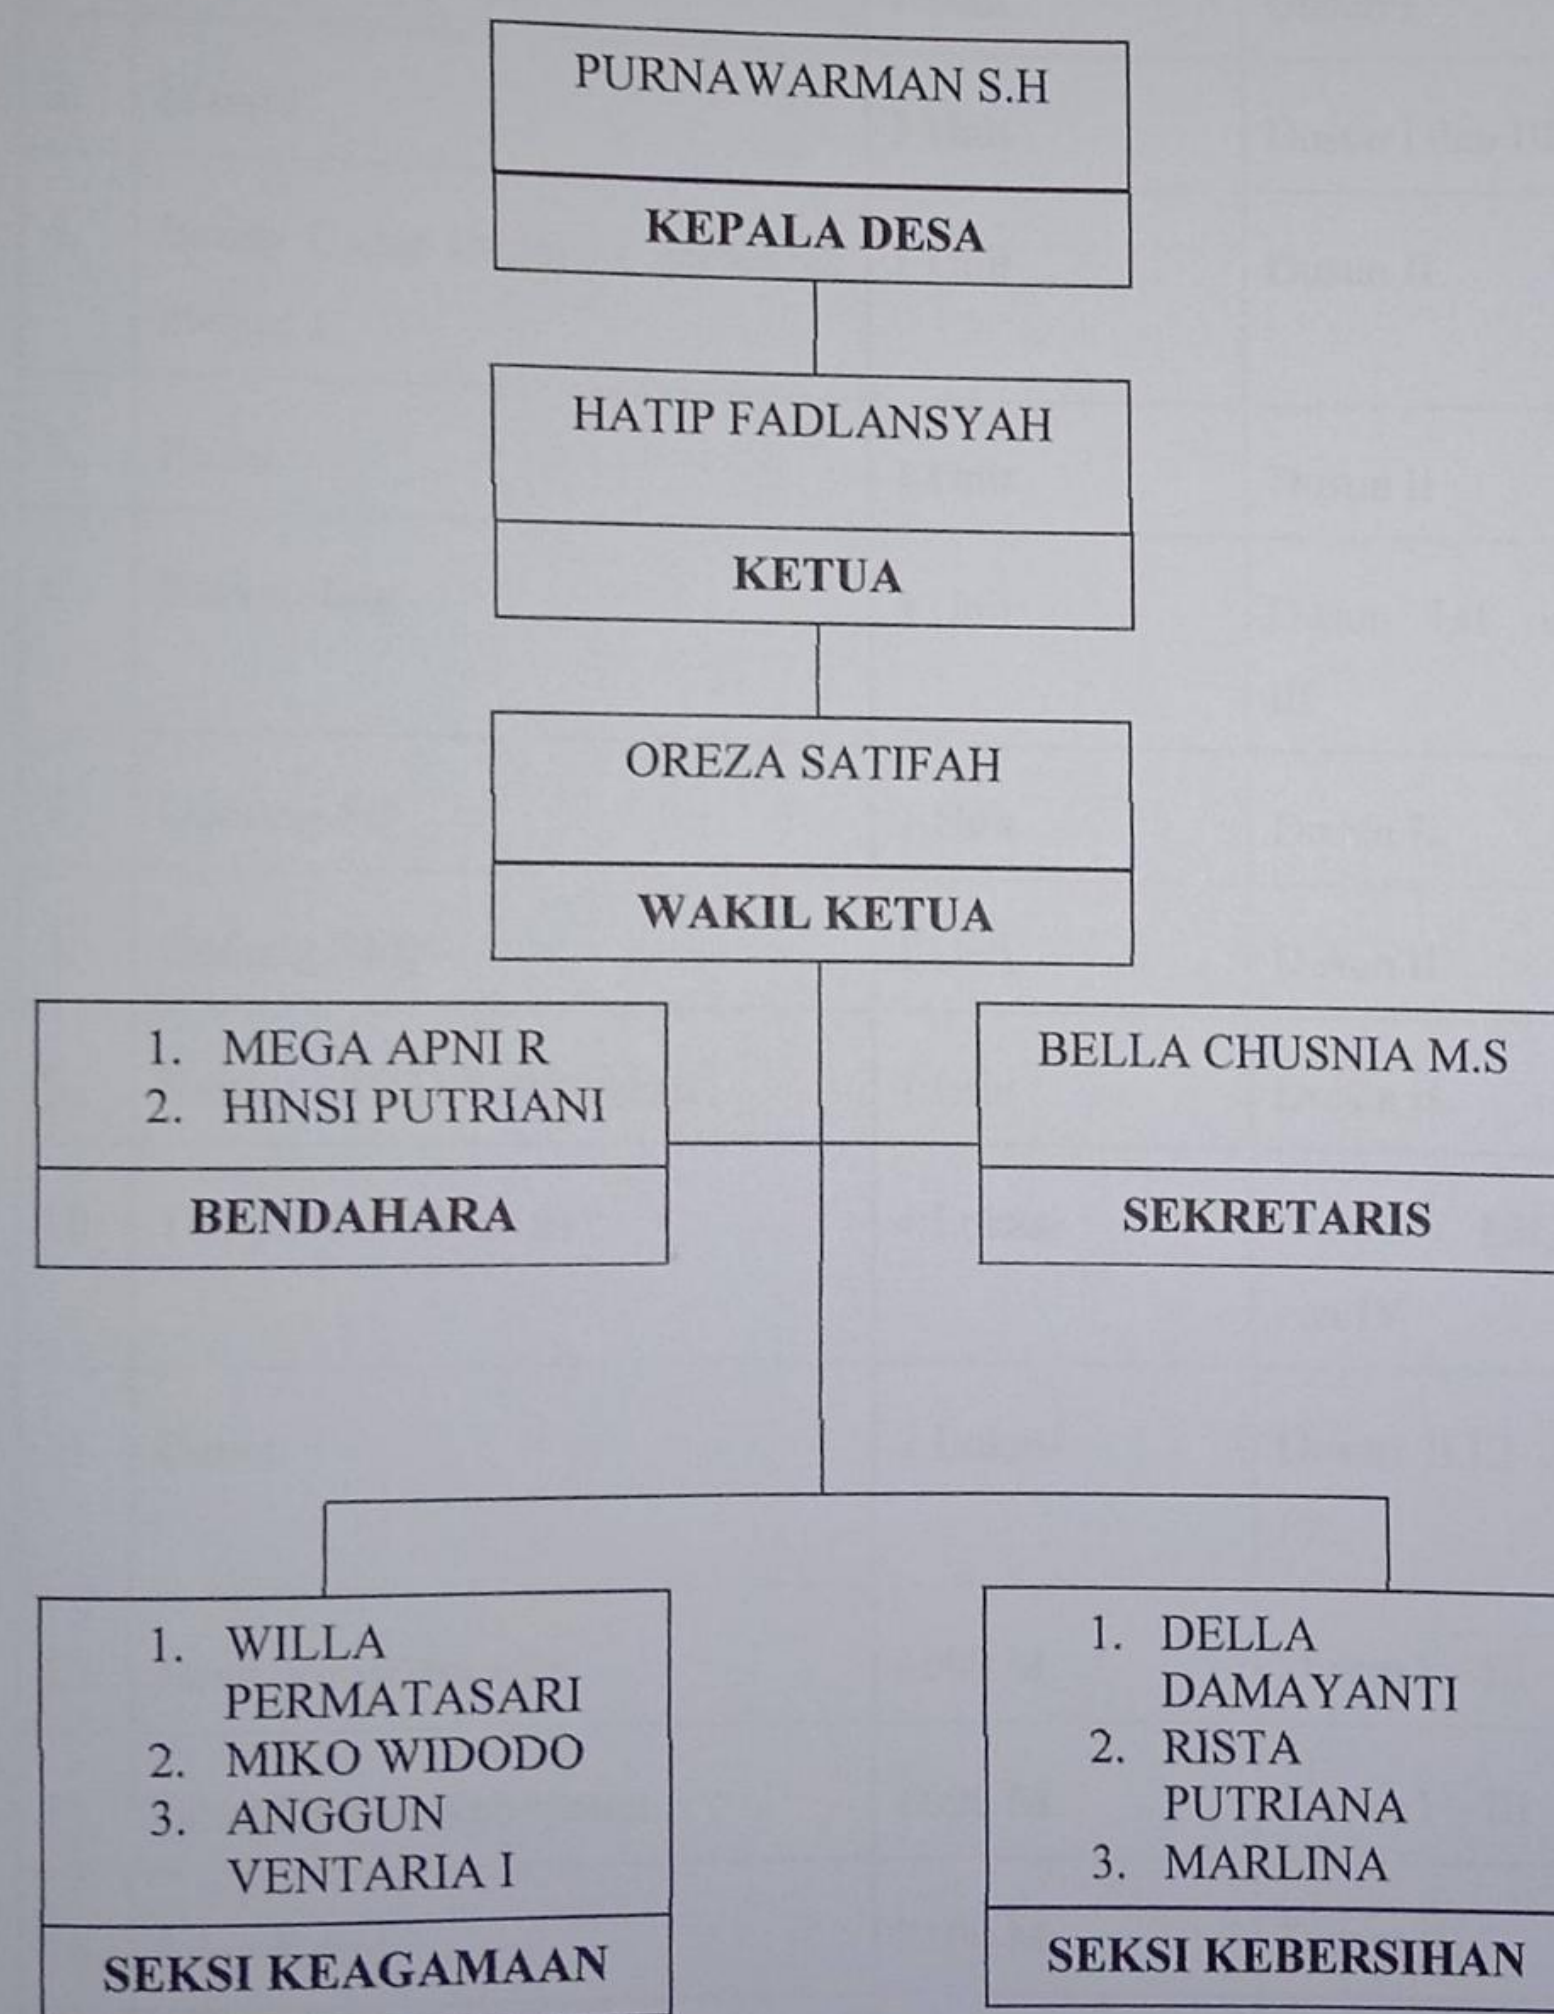 PURNAWARMAN S.H
KEPALA DESA
HATIP FADLANSYAH
KETUA
OREZA SATIFAH
WAKIL KETUA
1. MEGA APNI R
2. HINSI PUTRIANI
BENDAHARA
BELLA CHUSNIA M.S
SEKRETARIS
1. WILLA
PERMATASARI
2. MIKO WIDODO
3. ANGGUN
VENTARIA I
SEKSI KEAGAMAAN
1. DELLA
DAMAYANTI
2. RISTA
PUTRIANA
3. MARLINA
SEKSI KEBERSIHAN